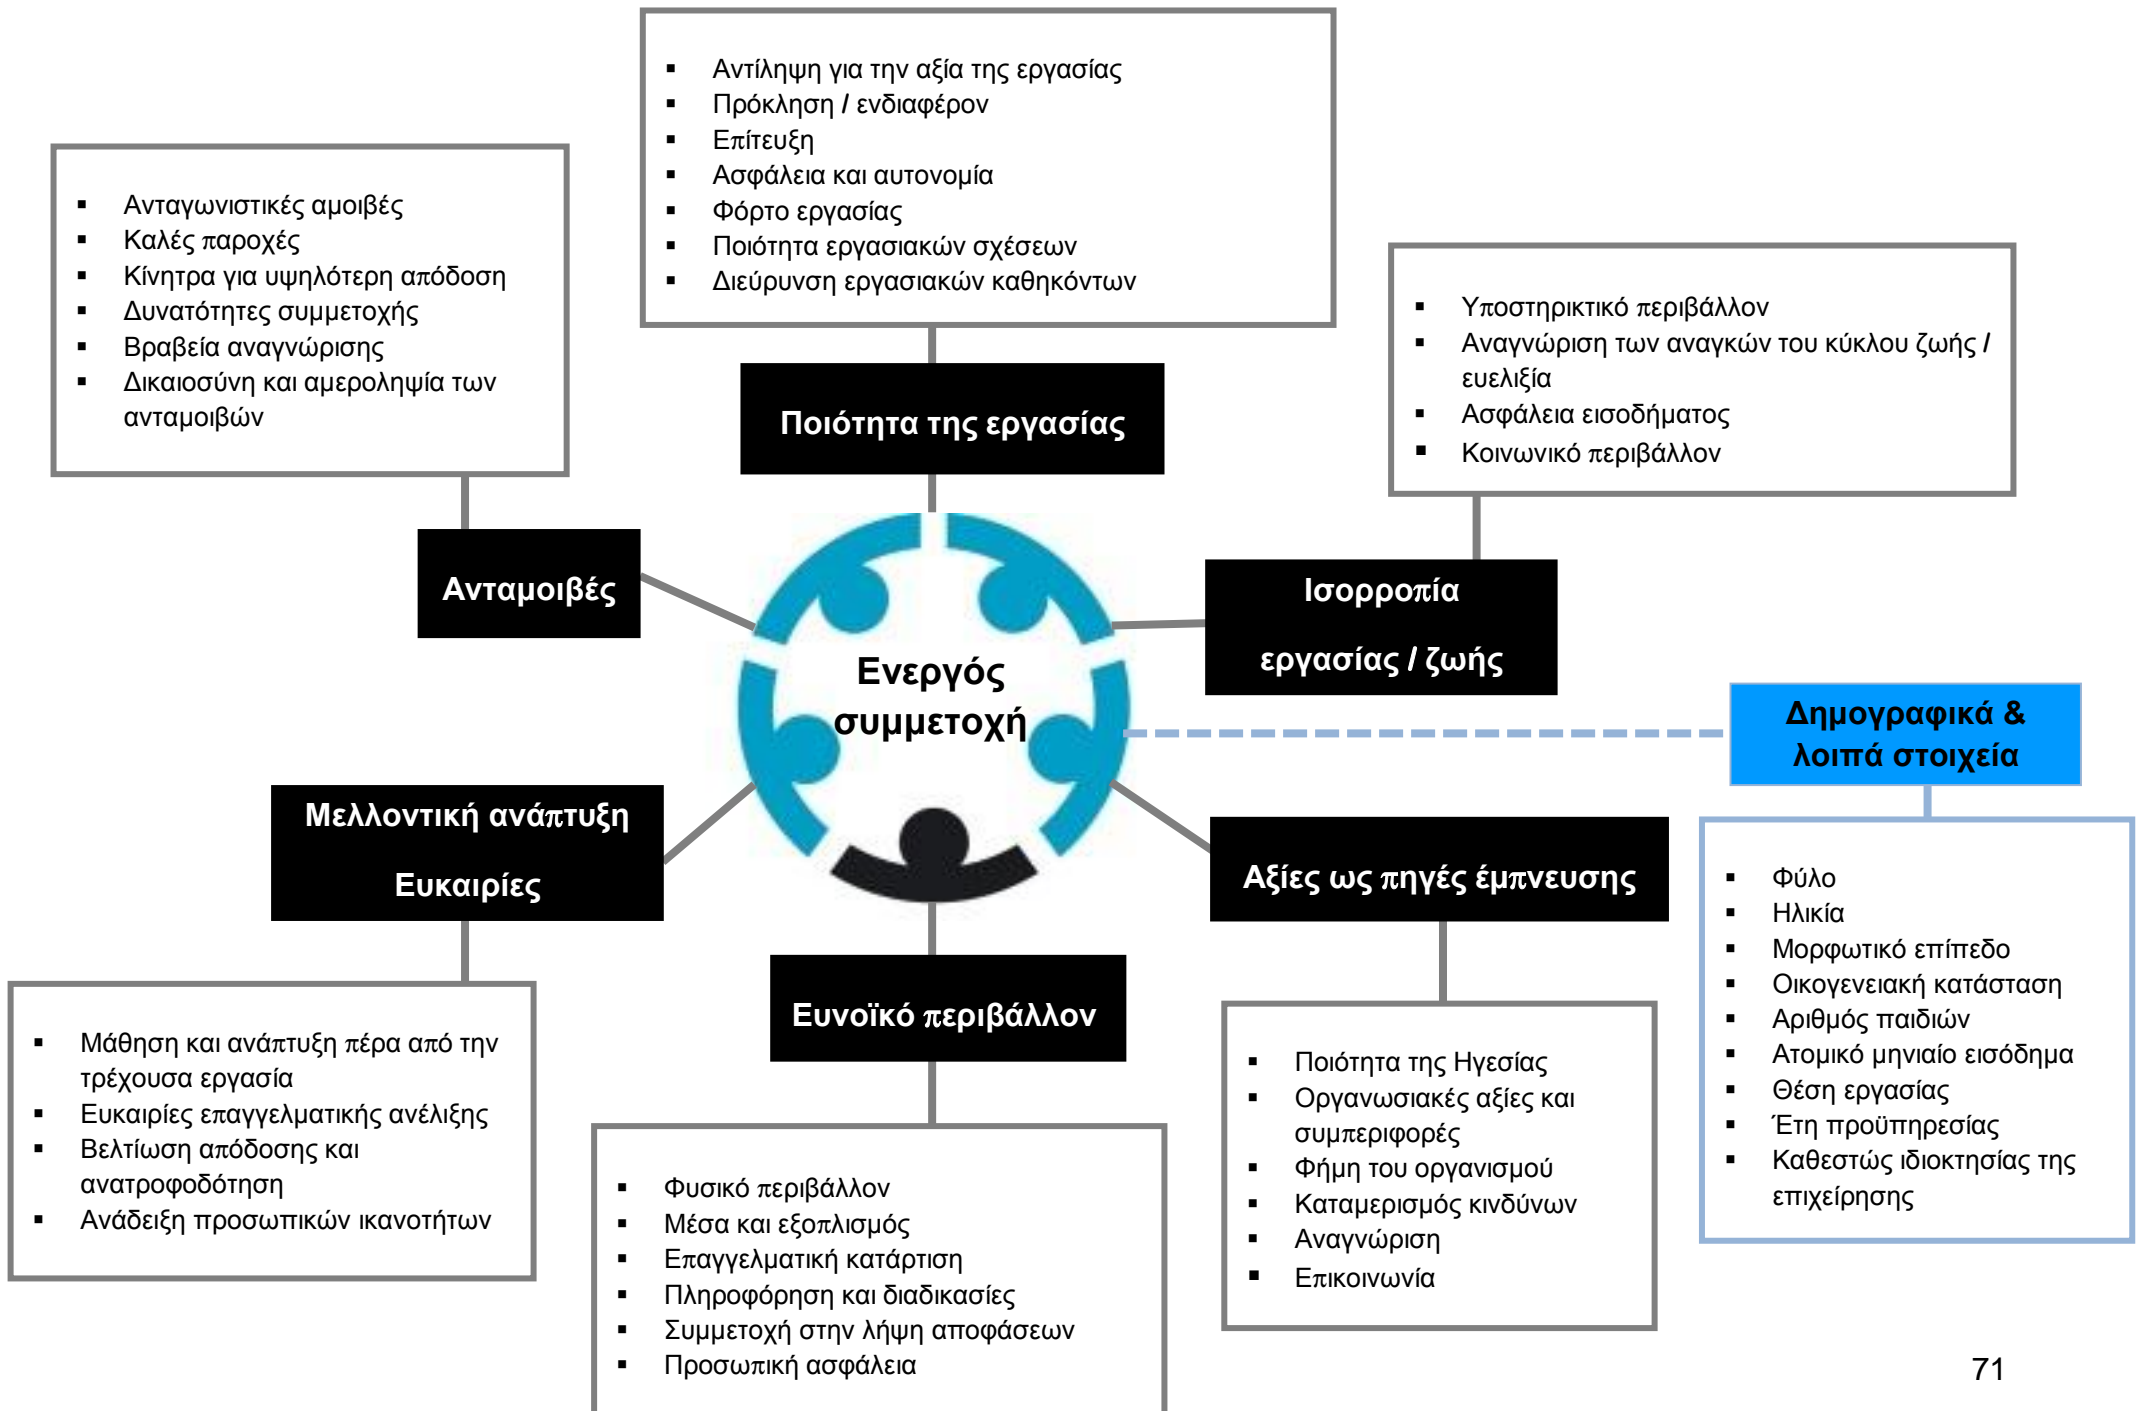 Αντίληψη για την αξία της εργασίας
Πρόκληση / ενδιαφέρον
Επίτευξη
Ασφάλεια και αυτονομία
Φόρτο εργασίας
Ποιότητα εργασιακών σχέσεων
Διεύρυνση εργασιακών καθηκόντων
Ανταγωνιστικές αμοιβές
Καλές παροχές
Κίνητρα για υψηλότερη απόδοση
Δυνατότητες συμμετοχής
Βραβεία αναγνώρισης
Δικαιοσύνη και αμεροληψία των
ανταμοιβών
Υποστηρικτικό περιβάλλον
Αναγνώριση των αναγκών του κύκλου ζωής /
ευελιξία
Ασφάλεια εισοδήματος
Κοινωνικό περιβάλλον
Ποιότητα της εργασίας
Ανταμοιβές
Ισορροπία
εργασίας / ζωής
Ενεργός
συμμετοχή
Δημογραφικά &
λοιπά στοιχεία
Μελλοντική ανάπτυξη
Ευκαιρίες
Αξίες ως πηγές έμπνευσης
Ευνοϊκό περιβάλλον
Φύλο
Ηλικία
Μορφωτικό επίπεδο
Οικογενειακή κατάσταση
Αριθμός παιδιών
Ατομικό μηνιαίο εισόδημα
Θέση εργασίας
Έτη προϋπηρεσίας
Καθεστώς ιδιοκτησίας της
επιχείρησης
Μάθηση και ανάπτυξη πέρα από την
τρέχουσα εργασία
Ευκαιρίες επαγγελματικής ανέλιξης
Βελτίωση απόδοσης και
ανατροφοδότηση
Ανάδειξη προσωπικών ικανοτήτων
Φυσικό περιβάλλον
Μέσα και εξοπλισμός
Επαγγελματική κατάρτιση
Πληροφόρηση και διαδικασίες
Συμμετοχή στην λήψη αποφάσεων
Προσωπική ασφάλεια
Ποιότητα της Ηγεσίας
Οργανωσιακές αξίες και
συμπεριφορές
Φήμη του οργανισμού
Καταμερισμός κινδύνων
Αναγνώριση
Επικοινωνία
71